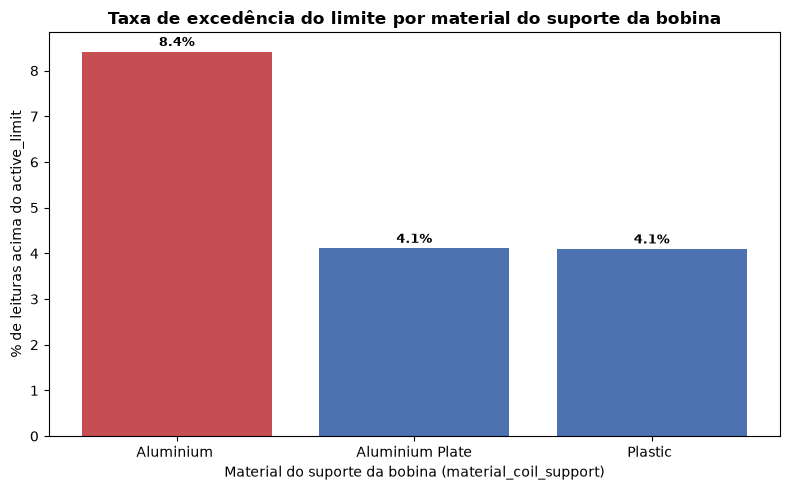 Taxa de excedência do limite por material do suporte da bobina
% de leituras acima do active_limit
8
7
6
5
4
3
2
1
0
8.4%
4.1%
4.1%
Aluminium
Aluminium Plate
Plastic
Material do suporte da bobina (material_coil_support)